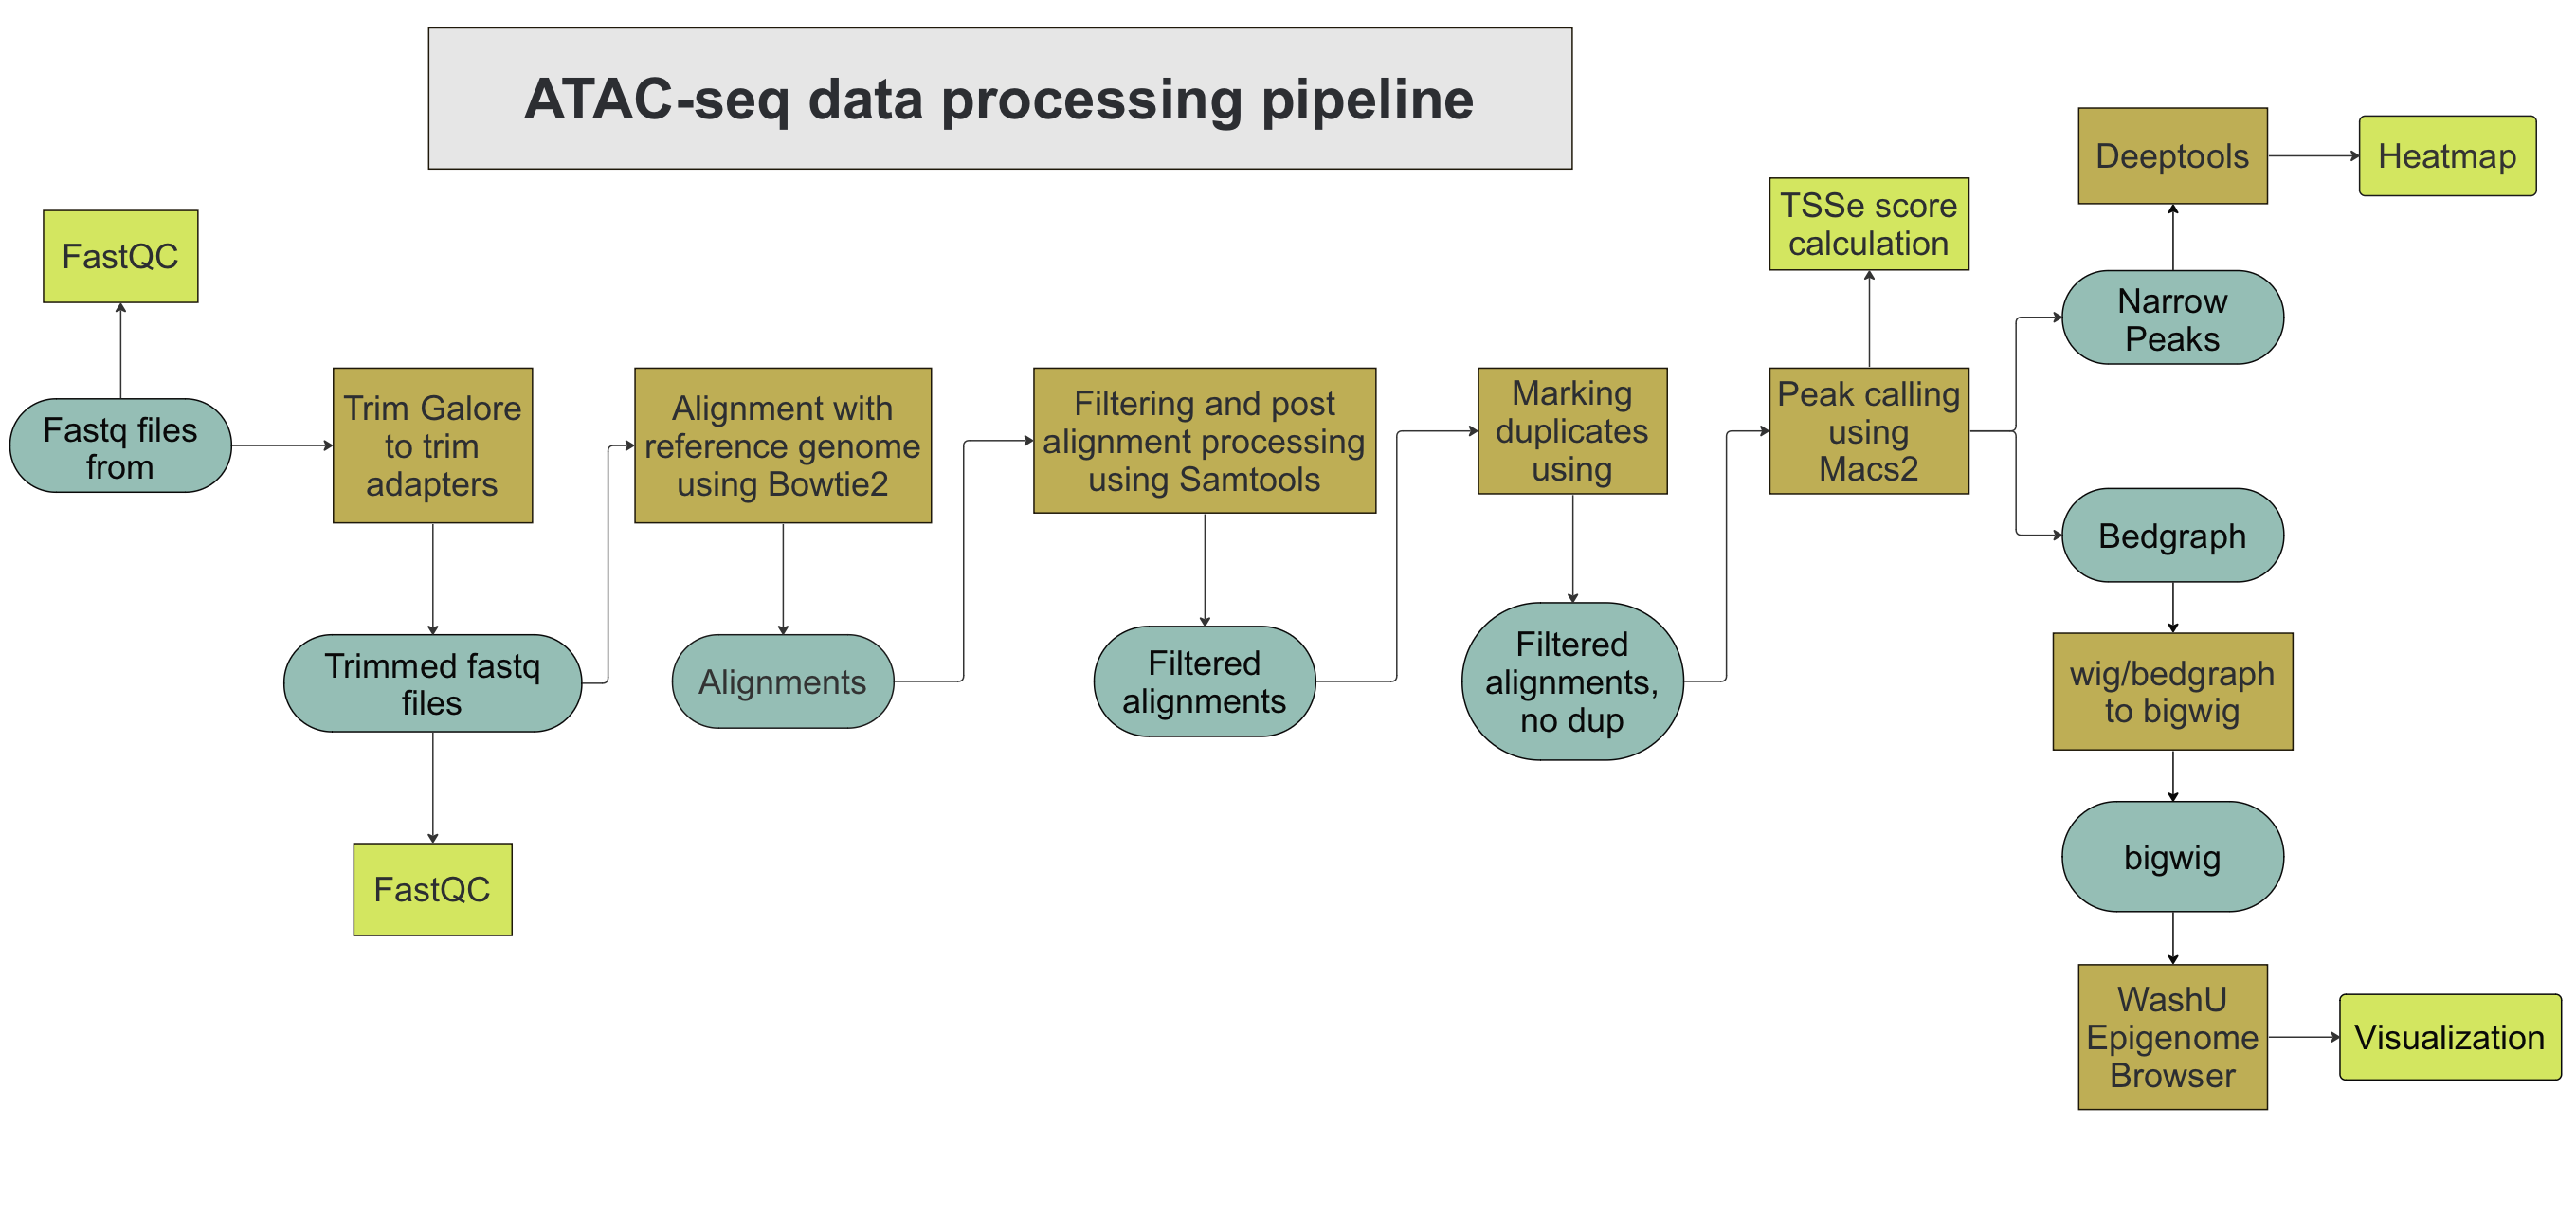 ATAC-seq data processing pipeline
FastQC
Fastq files
from
Trim Galore
to trim
adapters
Trimmed fastq
files
FastQC
Alignment with
reference genome
using Bowtie2
Alignments
Filtering and post
alignment processing
using Samtools
Filtered
alignments
Marking
duplicates
using
Filtered
alignments,
no dup
TSSe score
calculation
Peak calling
using
Macs2
Deeptools
Heatmap
Narrow
Peaks
Bedgraph
wig/bedgraph
to bigwig
bigwig
WashU
Epigenome
Browser
Visualization